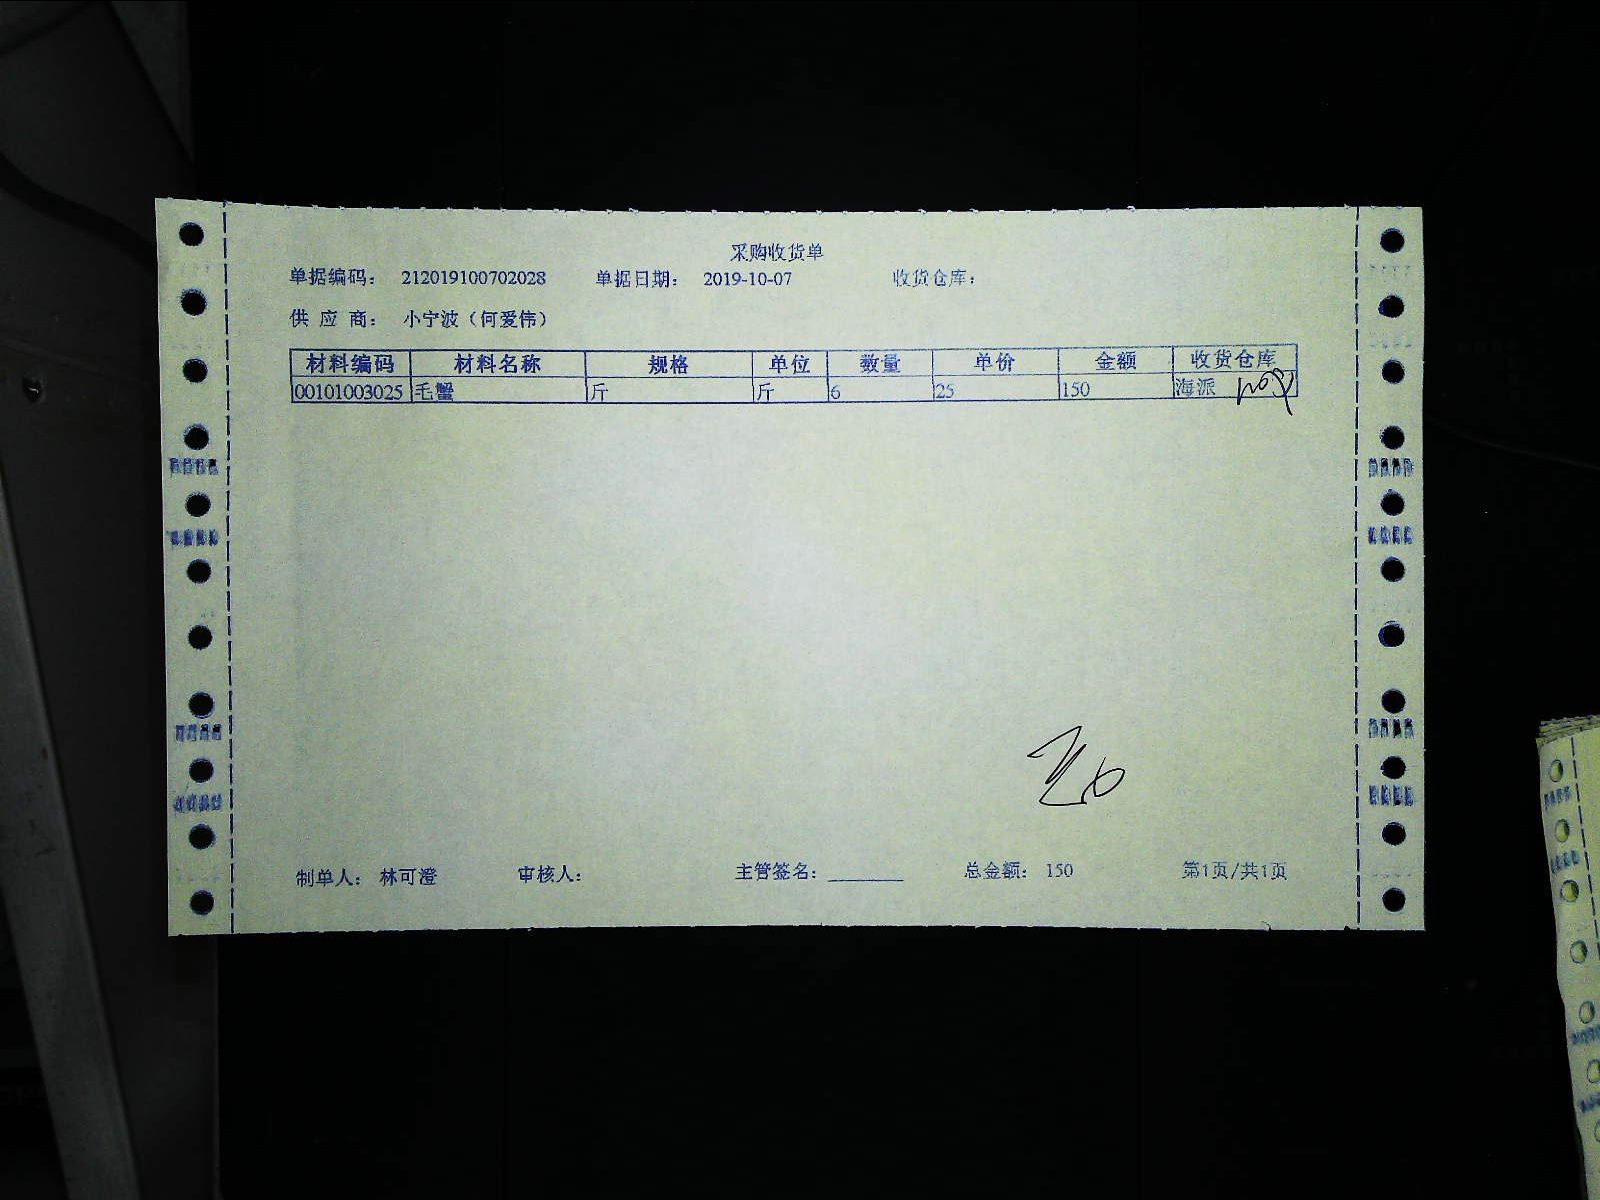 采购收货单
单据编码： 212019100702028 单据日期： 2019-10-07 收货仓库：
供 应 商： 小宁波（何爱伟）
材料编码 材料名称 规格 单位 数量 单价 金额 收货仓库
00101003025 毛蟹 斤 斤 6 25 150 海派
制单人： 林可澄 审核人： 主管签名：________ 总金额： 150 第1页/共1页